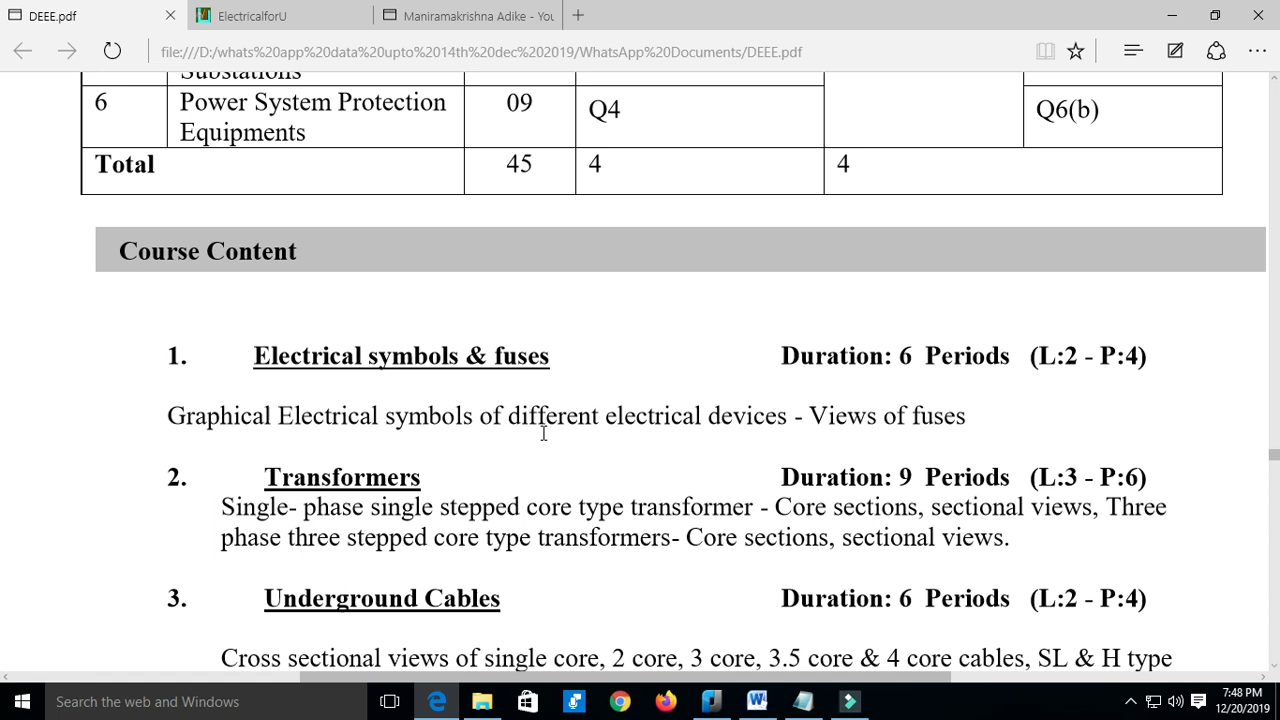 DEEE.pdf
ElectricalforU
Maniramakrishna Adike - You
file:///D:/whats%20app%20data%20upto%2014th%20dec%202019/WhatsApp%20Documents/DEEE.pdf
Substations
6 Power System Protection Equipments 09 Q4 Q6(b)
Total 45 4 4
Course Content
1. Electrical symbols & fuses Duration: 6 Periods (L:2 - P:4)
Graphical Electrical symbols of different electrical devices - Views of fuses
2. Transformers Duration: 9 Periods (L:3 - P:6)
Single- phase single stepped core type transformer - Core sections, sectional views, Three
phase three stepped core type transformers- Core sections, sectional views.
3. Underground Cables Duration: 6 Periods (L:2 - P:4)
Cross sectional views of single core, 2 core, 3 core, 3.5 core & 4 core cables, SL & H type
Search the web and Windows
7:48 PM
12/20/2019